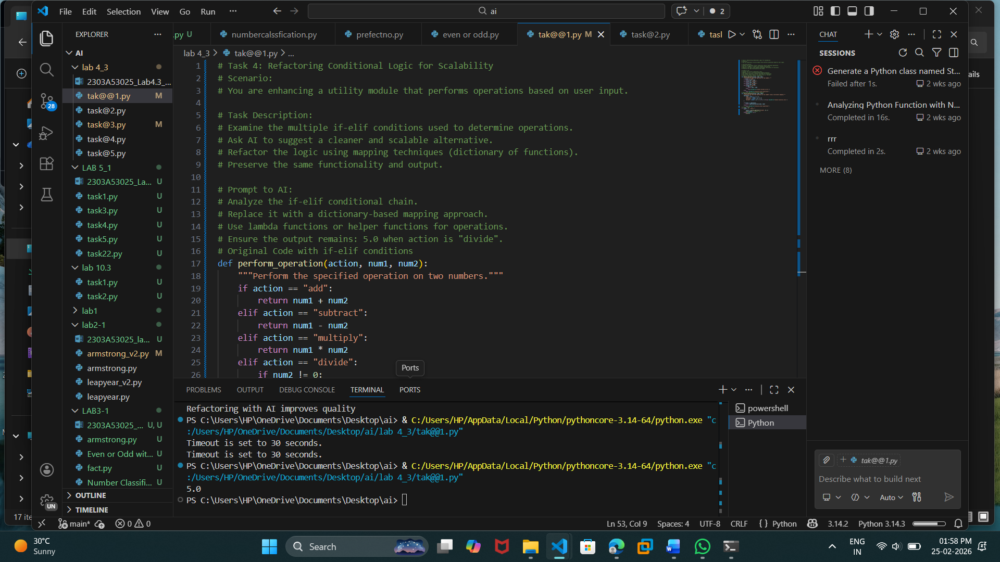 File Edit Selection View Go Run ...
ai
2
EXPLORER
AI
lab 4_3
2303A53025_Lab4.3_...
tak@@1.py M
task@2.py
task@3.py M
task@4.py
task@5.py
LAB 5_1
2303A53025_La... U
task1.py U
task3.py U
task4.py U
task5.py U
task22.py U
lab 10.3
task1.py U
task2.py U
lab1
lab2-1
2303A53025_la... U
armstrong_v2.py M
armstrong.py
leapyear_v2.py
leapyear.py
LAB3-1
2303A53025_... U, U
armstrong.py U
Even or Odd wit... U
fact.py U
Number Classifi... U
OUTLINE
TIMELINE
28
UN
17 ite
.py U numbercalssfication.py prefectno.py even or odd.py tak@@1.py M task@2.py tasl
lab 4_3 > tak@@1.py > ...
1 # Task 4: Refactoring Conditional Logic for Scalability
2 # Scenario:
3 # You are enhancing a utility module that performs operations based on user input.
4
5 # Task Description:
6 # Examine the multiple if-elif conditions used to determine operations.
7 # Ask AI to suggest a cleaner and scalable alternative.
8 # Refactor the logic using mapping techniques (dictionary of functions).
9 # Preserve the same functionality and output.
10
11 # Prompt to AI:
12 # Analyze the if-elif conditional chain.
13 # Replace it with a dictionary-based mapping approach.
14 # Use lambda functions or helper functions for operations.
15 # Ensure the output remains: 5.0 when action is "divide".
16 # Original Code with if-elif conditions
17 def perform_operation(action, num1, num2):
18 """Perform the specified operation on two numbers."""
19 if action == "add":
20 return num1 + num2
21 elif action == "subtract":
22 return num1 - num2
23 elif action == "multiply":
24 return num1 * num2
25 elif action == "divide":
26 if num2 != 0:
Ports
PROBLEMS OUTPUT DEBUG CONSOLE TERMINAL PORTS
Refactoring with AI improves quality
PS C:\Users\HP\OneDrive\Documents\Desktop\ai> & C:/Users/HP/AppData/Local/Python/pythoncore-3.14-64/python.exe "c
:/Users/HP/OneDrive/Documents/Desktop/ai/lab 4_3/tak@@1.py"
Timeout is set to 30 seconds.
Timeout is set to 30 seconds.
PS C:\Users\HP\OneDrive\Documents\Desktop\ai> & C:/Users/HP/AppData/Local/Python/pythoncore-3.14-64/python.exe "c
:/Users/HP/OneDrive/Documents/Desktop/ai/lab 4_3/tak@@1.py"
5.0
PS C:\Users\HP\OneDrive\Documents\Desktop\ai>
powershell
Python
CHAT
SESSIONS
Generate a Python class named St...
Failed after 1s. 2 wks ago
Analyzing Python Function with N...
Completed in 16s. 2 wks ago
rrr
Completed in 2s. 2 wks ago
MORE (8)
tak@@1.py
Describe what to build next
Auto
ails
main* 0 0
Ln 53, Col 9 Spaces: 4 UTF-8 CRLF { } Python 3.14.2 Python 3.14.3
30°C
Sunny
Search
ENG
IN
01:58 PM
25-02-2026